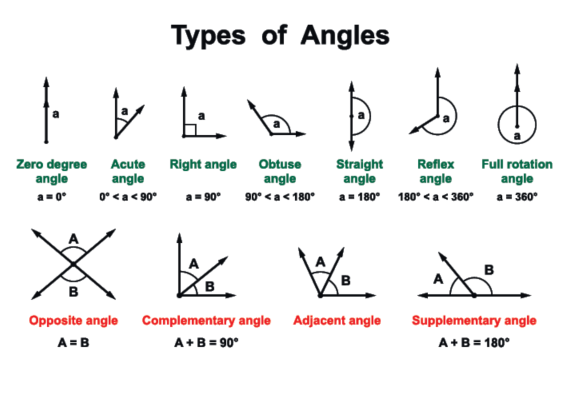 Types of Angles
a a a a a a a
Zero degree angle
Acute angle
Right angle
Obtuse angle
Straight angle
Reflex angle
Full rotation angle
a = 0°
0° < a < 90°
a = 90°
90° < a < 180°
a = 180°
180° < a < 360°
a = 360°
A B
A B
A B
A B
Opposite angle
Complementary angle
Adjacent angle
Supplementary angle
A = B
A + B = 90°
A + B = 180°